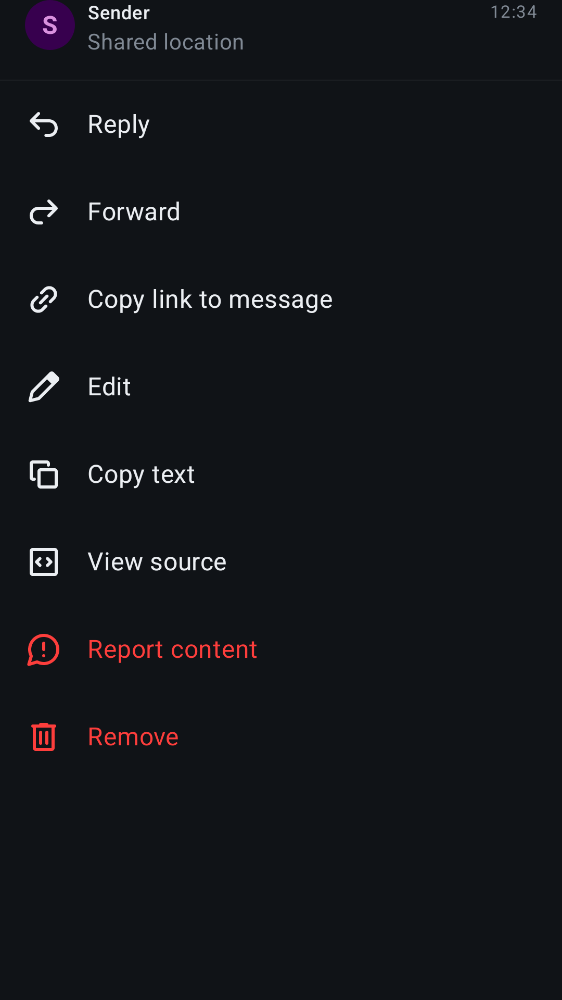 S
Sender
12:34
Shared location
Reply
Forward
Copy link to message
Edit
Copy text
View source
Report content
Remove